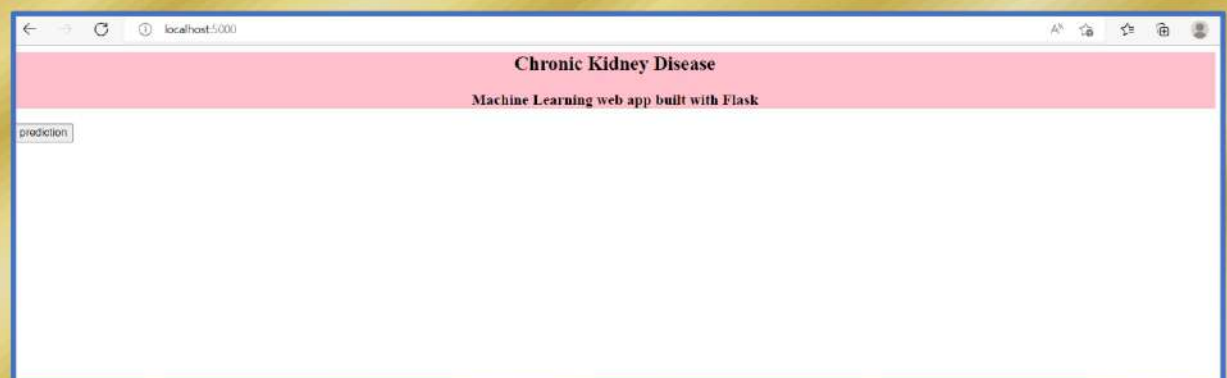 localhost:5000
Chronic Kidney Disease
Machine Learning web app built with Flask
prediction